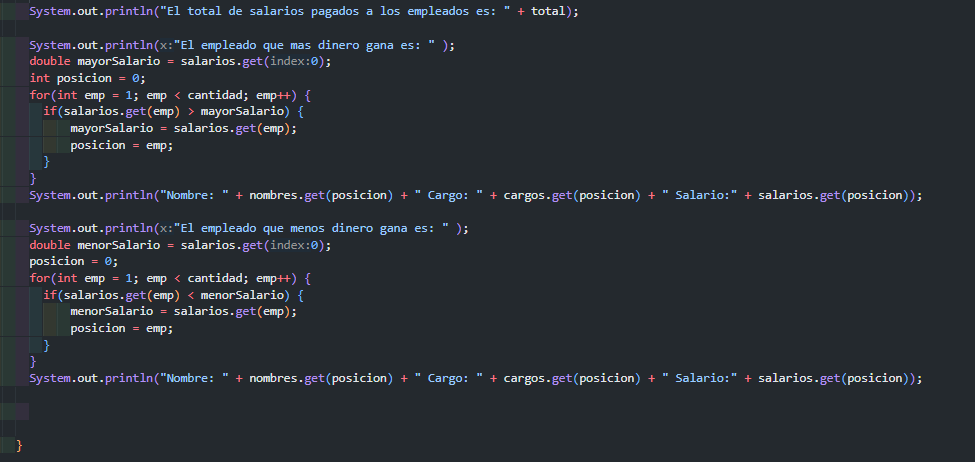 System.out.println("El total de salarios pagados a los empleados es: " + total);
System.out.println(x:"El empleado que mas dinero gana es: " );
double mayorSalario = salarios.get(index:0);
int posicion = 0;
for(int emp = 1; emp < cantidad; emp++) {
if(salarios.get(emp) > mayorSalario) {
mayorSalario = salarios.get(emp);
posicion = emp;
}
}
System.out.println("Nombre: " + nombres.get(posicion) + " Cargo: " + cargos.get(posicion) + " Salario:" + salarios.get(posicion));
System.out.println(x:"El empleado que menos dinero gana es: " );
double menorSalario = salarios.get(index:0);
posicion = 0;
for(int emp = 1; emp < cantidad; emp++) {
if(salarios.get(emp) < menorSalario) {
menorSalario = salarios.get(emp);
posicion = emp;
}
}
System.out.println("Nombre: " + nombres.get(posicion) + " Cargo: " + cargos.get(posicion) + " Salario:" + salarios.get(posicion));
}